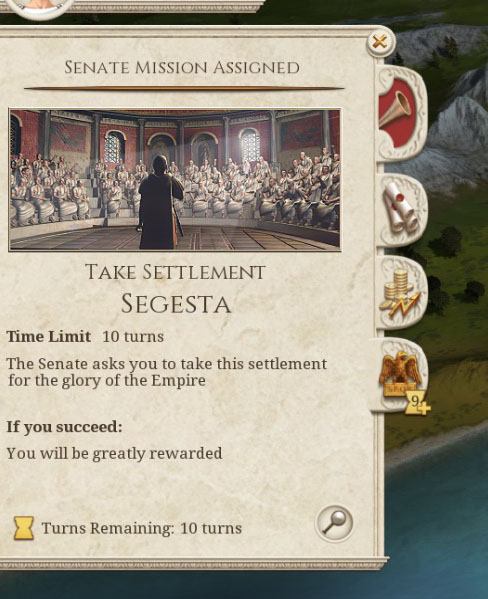 Senate Mission Assigned
Take Settlement
Segesta
Time Limit 10 turns
The Senate asks you to take this settlement
for the glory of the Empire
If you succeed:
You will be greatly rewarded
9+
Turns Remaining: 10 turns